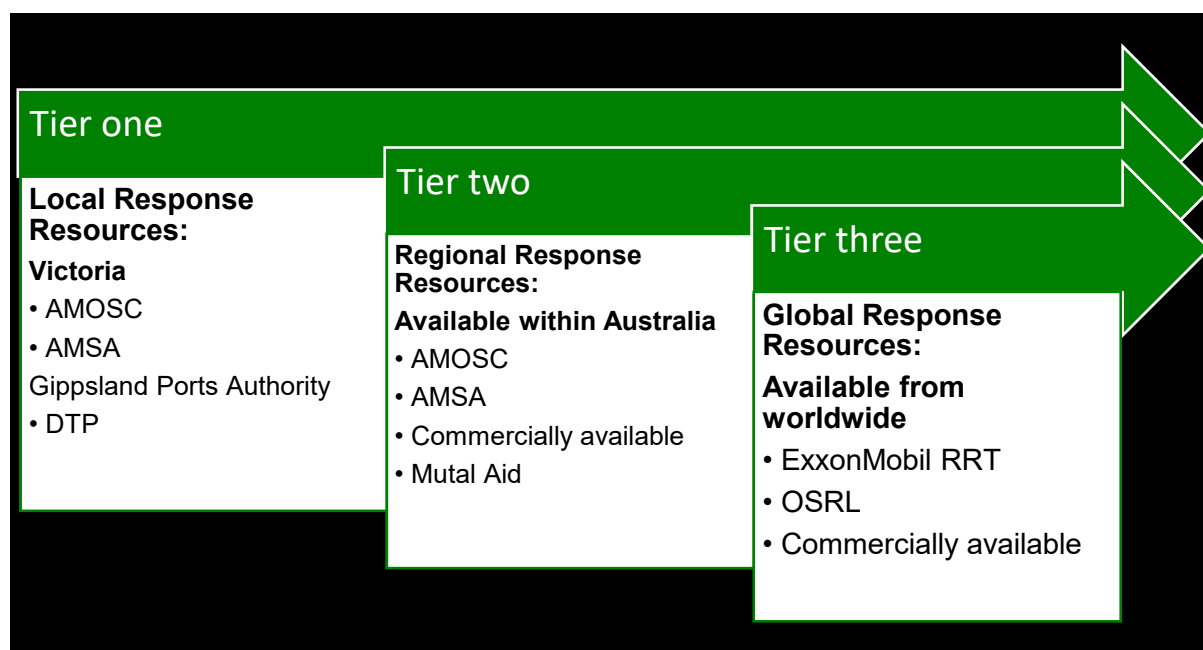 Tier one
Local Response
Resources:
Victoria
• AMOSC
• AMSA
Gippsland Ports Authority
• DTP
Tier two
Regional Response
Resources:
Available within Australia
• AMOSC
• AMSA
• Commercially available
• Mutal Aid
Tier three
Global Response
Resources:
Available from
worldwide
• ExxonMobil RRT
• OSRL
• Commercially available